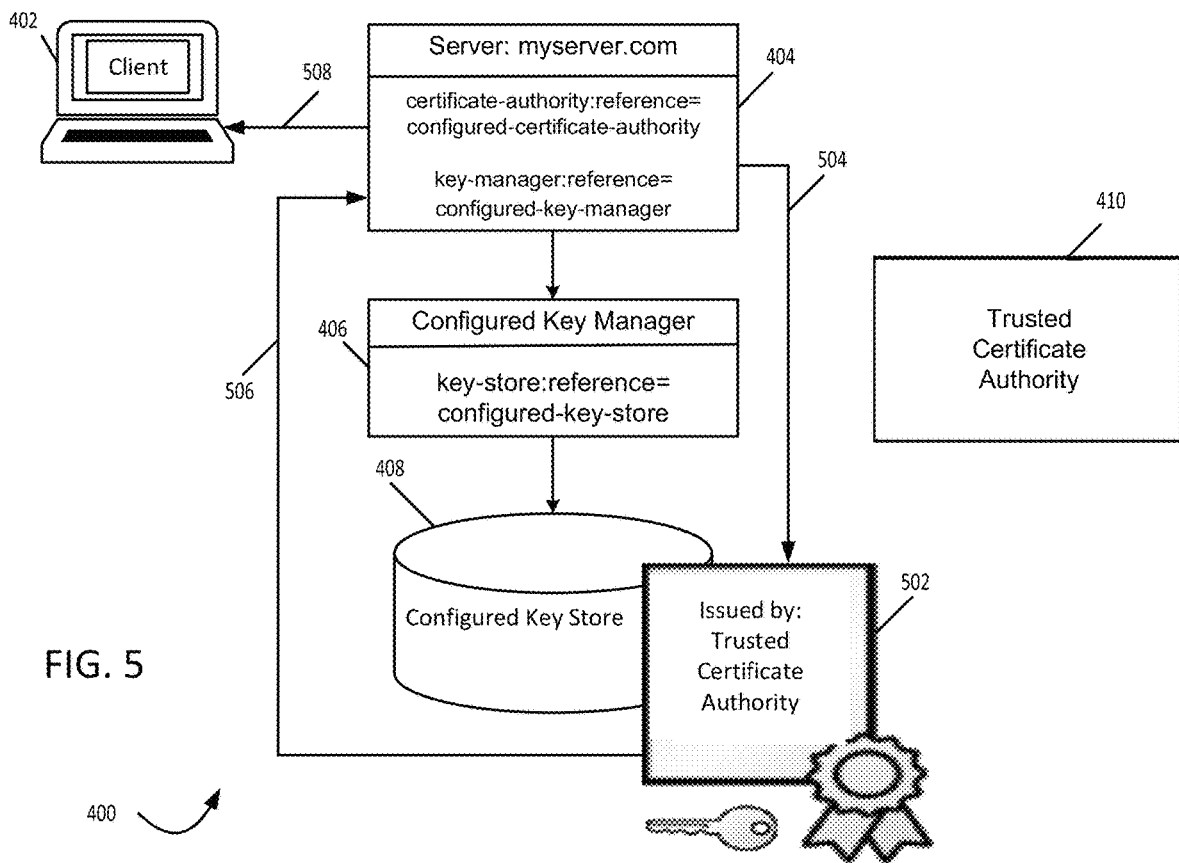 402
Client
508
Server: myserver.com
certificate-authority:reference=
configured-certificate-authority
key-manager:reference=
configured-key-manager
404
504
410
Trusted
Certificate
Authority
506
406
Configured Key Manager
key-store:reference=
configured-key-store
408
Configured Key Store
Issued by:
Trusted
Certificate
Authority
502
FIG. 5
400